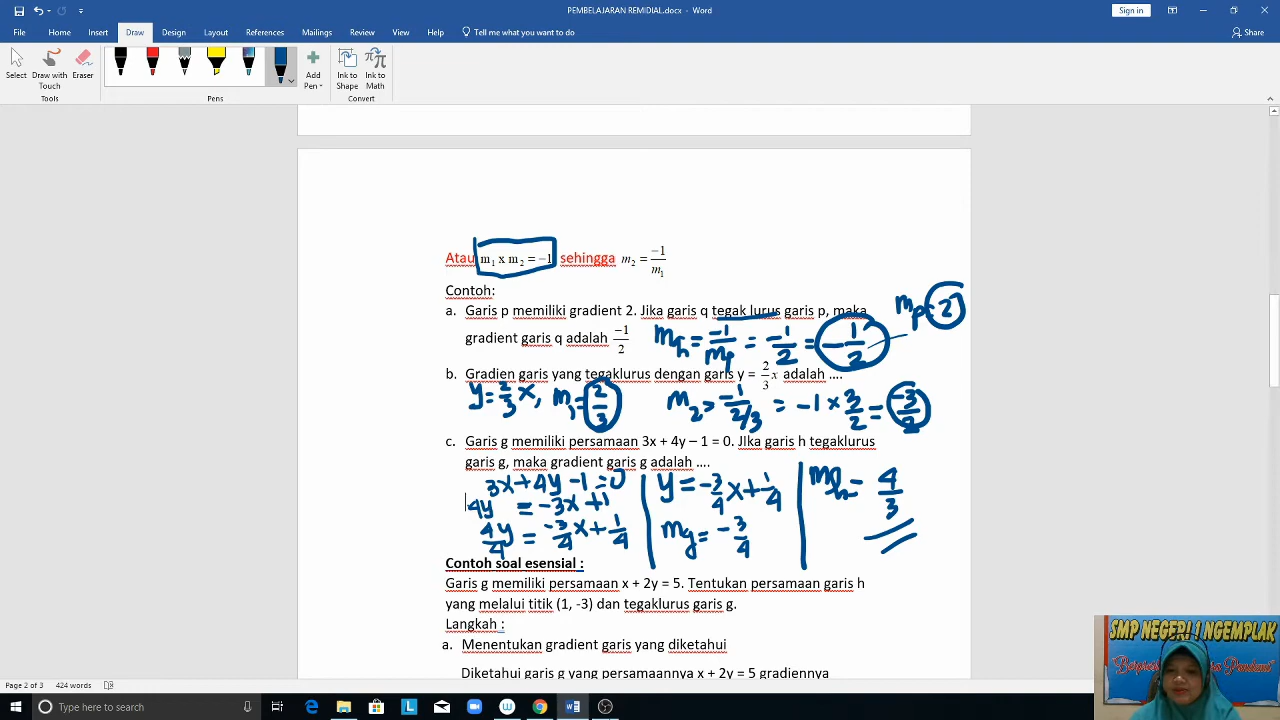 PEMBELAJARAN REMIDIAL.docx - Word
Sign in
File Home Insert Draw Design Layout References Mailings Review View Help Tell me what you want to do
Share
Select
Draw with Touch
Eraser
Add Pen
Ink to Shape
Ink to Math
Tools
Pens
Convert
Atau m1 x m2 = −1 sehingga m2 = −1/m1
Contoh:
a. Garis p memiliki gradient 2. Jika garis q tegak lurus garis p, maka
mp = 2
gradient garis q adalah −1/2
= −1/mp = −1/2 = −1/2
b. Gradien garis yang tegaklurus dengan garis y = 2/3 x adalah ....
y = 2/3 x, m1 = 2/3
m2 = −1/2/3 = −1 × 3/2 = −3/2
c. Garis g memiliki persamaan 3x + 4y – 1 = 0. JIka garis h tegaklurus
garis g, maka gradient garis g adalah ....
3x + 4y − 1 = 0
4y = −3x + 1
4y/4 = −3/4 x + 1/4
y = −3/4 x + 1/4
mg = −3/4
= 4/3
Contoh soal esensial :
Garis g memiliki persamaan x + 2y = 5. Tentukan persamaan garis h
yang melalui titik (1, -3) dan tegaklurus garis g.
Langkah :
a. Menentukan gradient garis yang diketahui
Diketahui garis g yang persamaannya x + 2y = 5 gradiennya
SMP NEGERI 1 NGEMPLAK
Page 2 of 3 424 words
100%
Type here to search